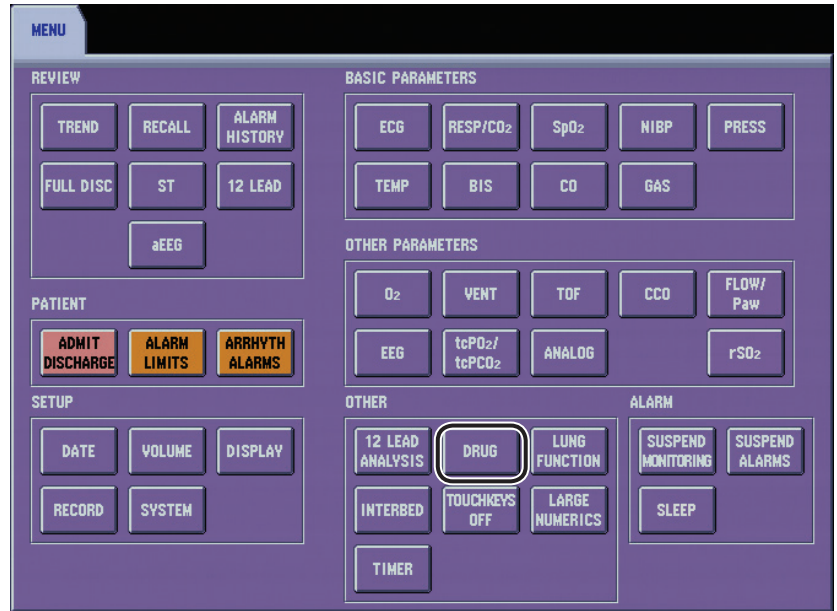 MENU
REVIEW
TREND
RECALL
ALARM
HISTORY
FULL DISC
ST
12 LEAD
aEEG
PATIENT
ADMIT
DISCHARGE
ALARM
LIMITS
ARRHYTH
ALARMS
SETUP
DATE
VOLUME
DISPLAY
RECORD
SYSTEM
BASIC PARAMETERS
ECG
RESP/CO₂
SpO₂
NIBP
PRESS
TEMP
BIS
CO
GAS
OTHER PARAMETERS
O₂
VENT
TOF
CCO
FLOW/
Paw
EEG
tcPO₂/
tcPCO₂
ANALOG
rSO₂
OTHER
12 LEAD
ANALYSIS
DRUG
LUNG
FUNCTION
INTERBED
TOUCHKEYS
OFF
LARGE
NUMERICS
TIMER
ALARM
SUSPEND
MONITORING
SUSPEND
ALARMS
SLEEP